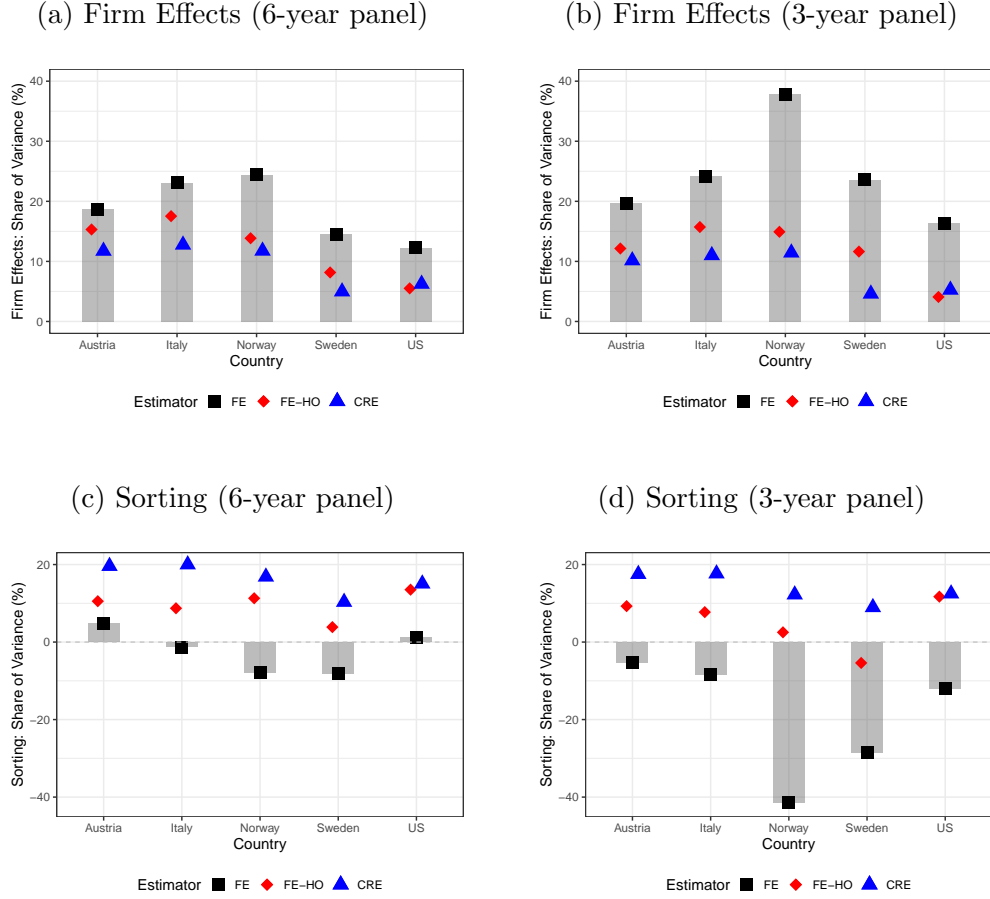 (a) Firm Effects (6-year panel)
Firm Effects: Share of Variance (%)
40
30
20
10
0
Austria Italy Norway Sweden US
Country
Estimator FE FE−HO CRE
(b) Firm Effects (3-year panel)
Firm Effects: Share of Variance (%)
40
30
20
10
0
Austria Italy Norway Sweden US
Country
Estimator FE FE−HO CRE
(c) Sorting (6-year panel)
Sorting: Share of Variance (%)
20
0
−20
−40
Austria Italy Norway Sweden US
Country
Estimator FE FE−HO CRE
(d) Sorting (3-year panel)
Sorting: Share of Variance (%)
20
0
−20
−40
Austria Italy Norway Sweden US
Country
Estimator FE FE−HO CRE